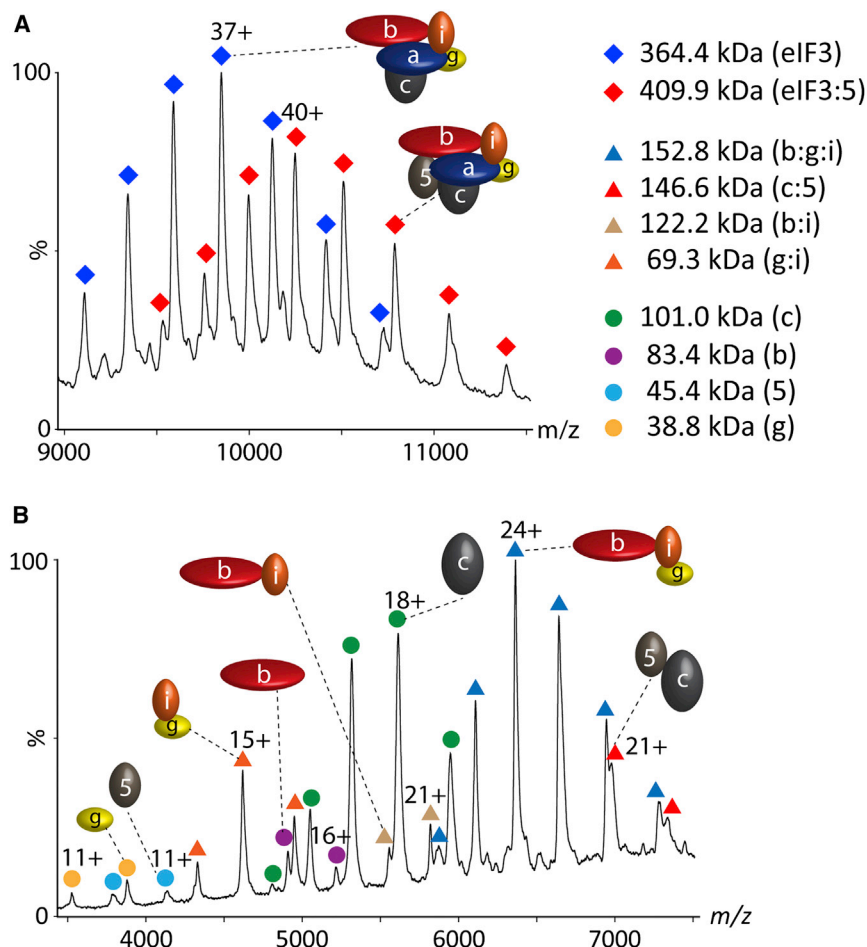 A
37+
b
i
a
g
c
100
40+
b
i
5
a
g
c
%
0
9000
10000
11000
m/z
364.4 kDa (eIF3)
409.9 kDa (eIF3:5)
152.8 kDa (b:g:i)
146.6 kDa (c:5)
122.2 kDa (b:i)
69.3 kDa (g:i)
101.0 kDa (c)
83.4 kDa (b)
45.4 kDa (5)
38.8 kDa (g)
B
100
24+
b
i
g
b
i
c
18+
5
c
b
i
g
15+
%
21+
21+
5
g
16+
11+
11+
0
4000
5000
6000
7000
m/z